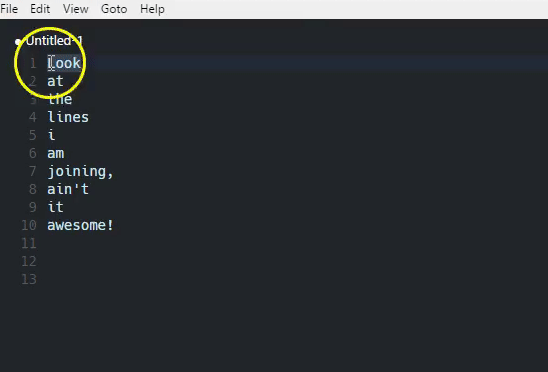 File Edit View Goto Help
Untitled-1
1 Look
2 at
3 the
4 lines
5 i
6 am
7 joining,
8 ain't
9 it
10 awesome!
11
12
13